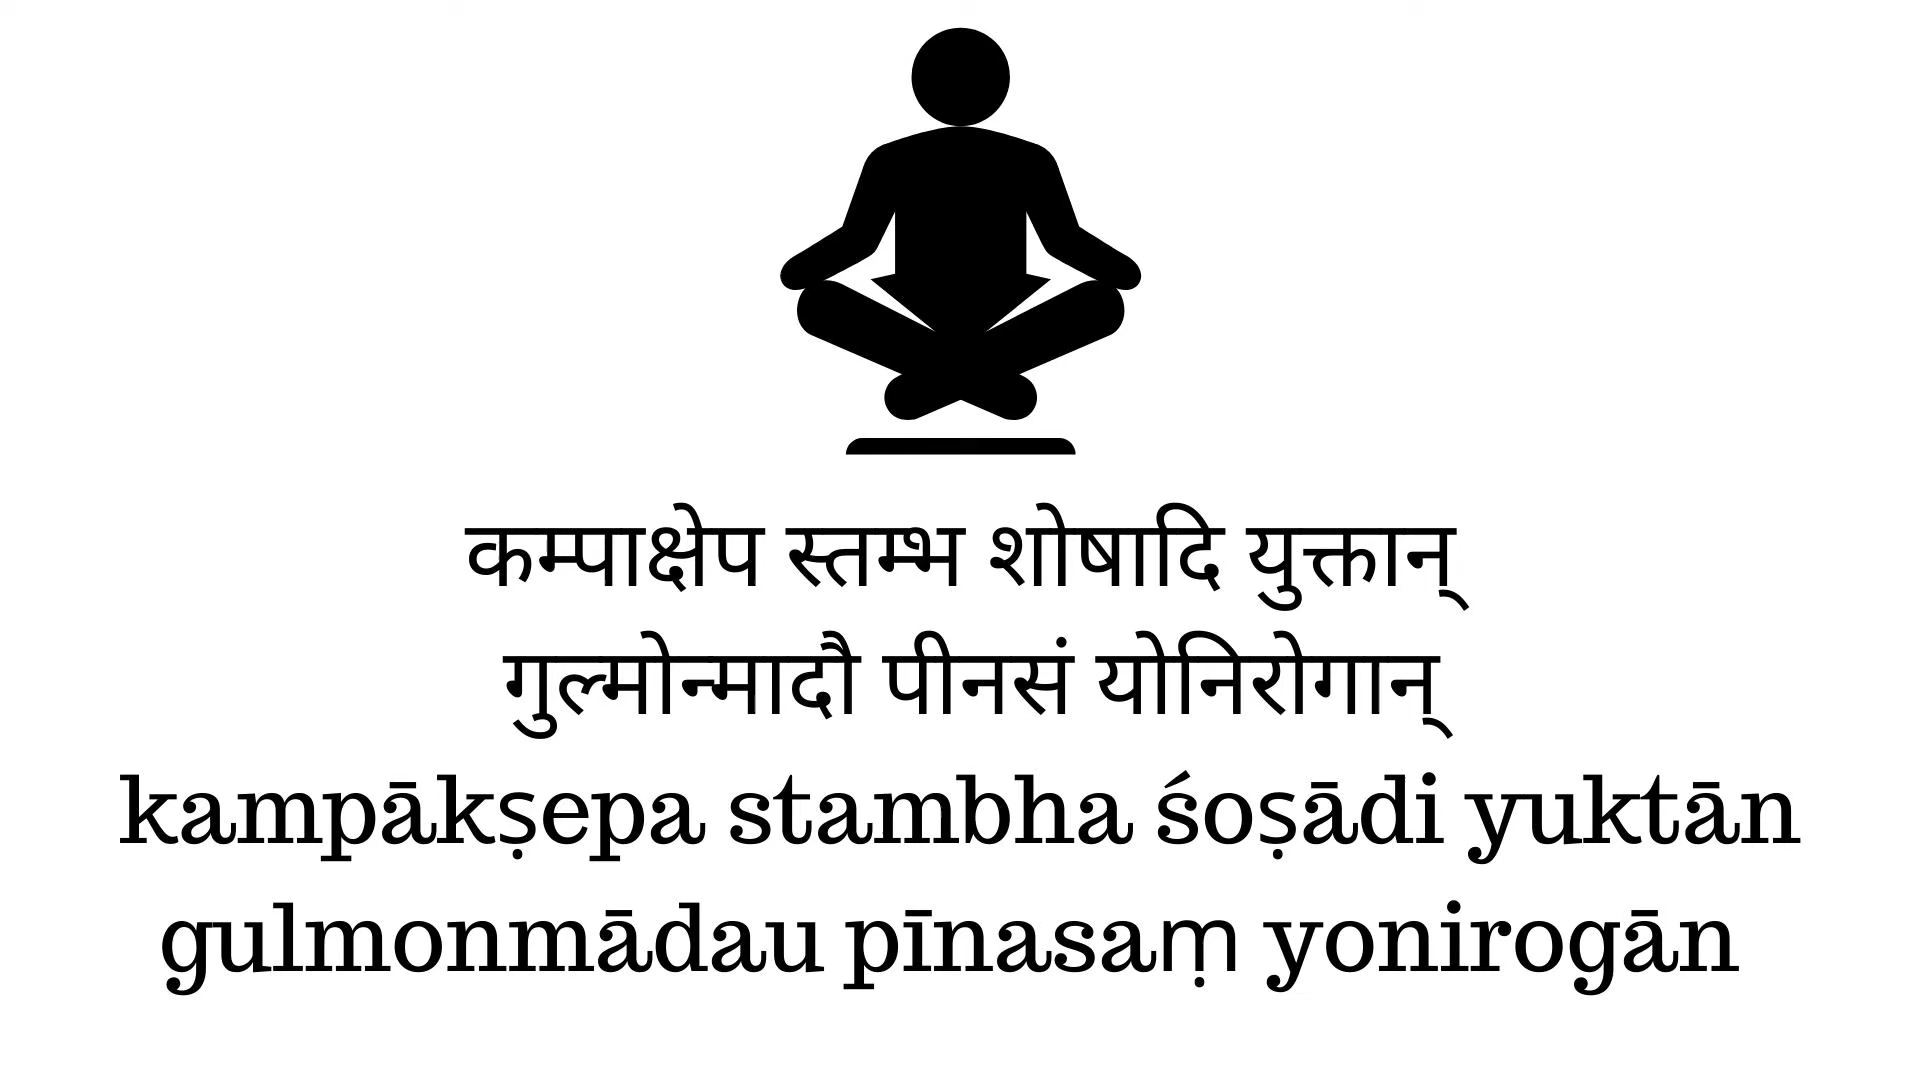 कम्पाक्षेप स्तम्भ शोषादि युक्तान्
गुल्मोन्मादौ पीनसं योनिरोगान्
kampākṣepa stambha śoṣādi yuktān
gulmonmādau pīnasaṃ yonirogān